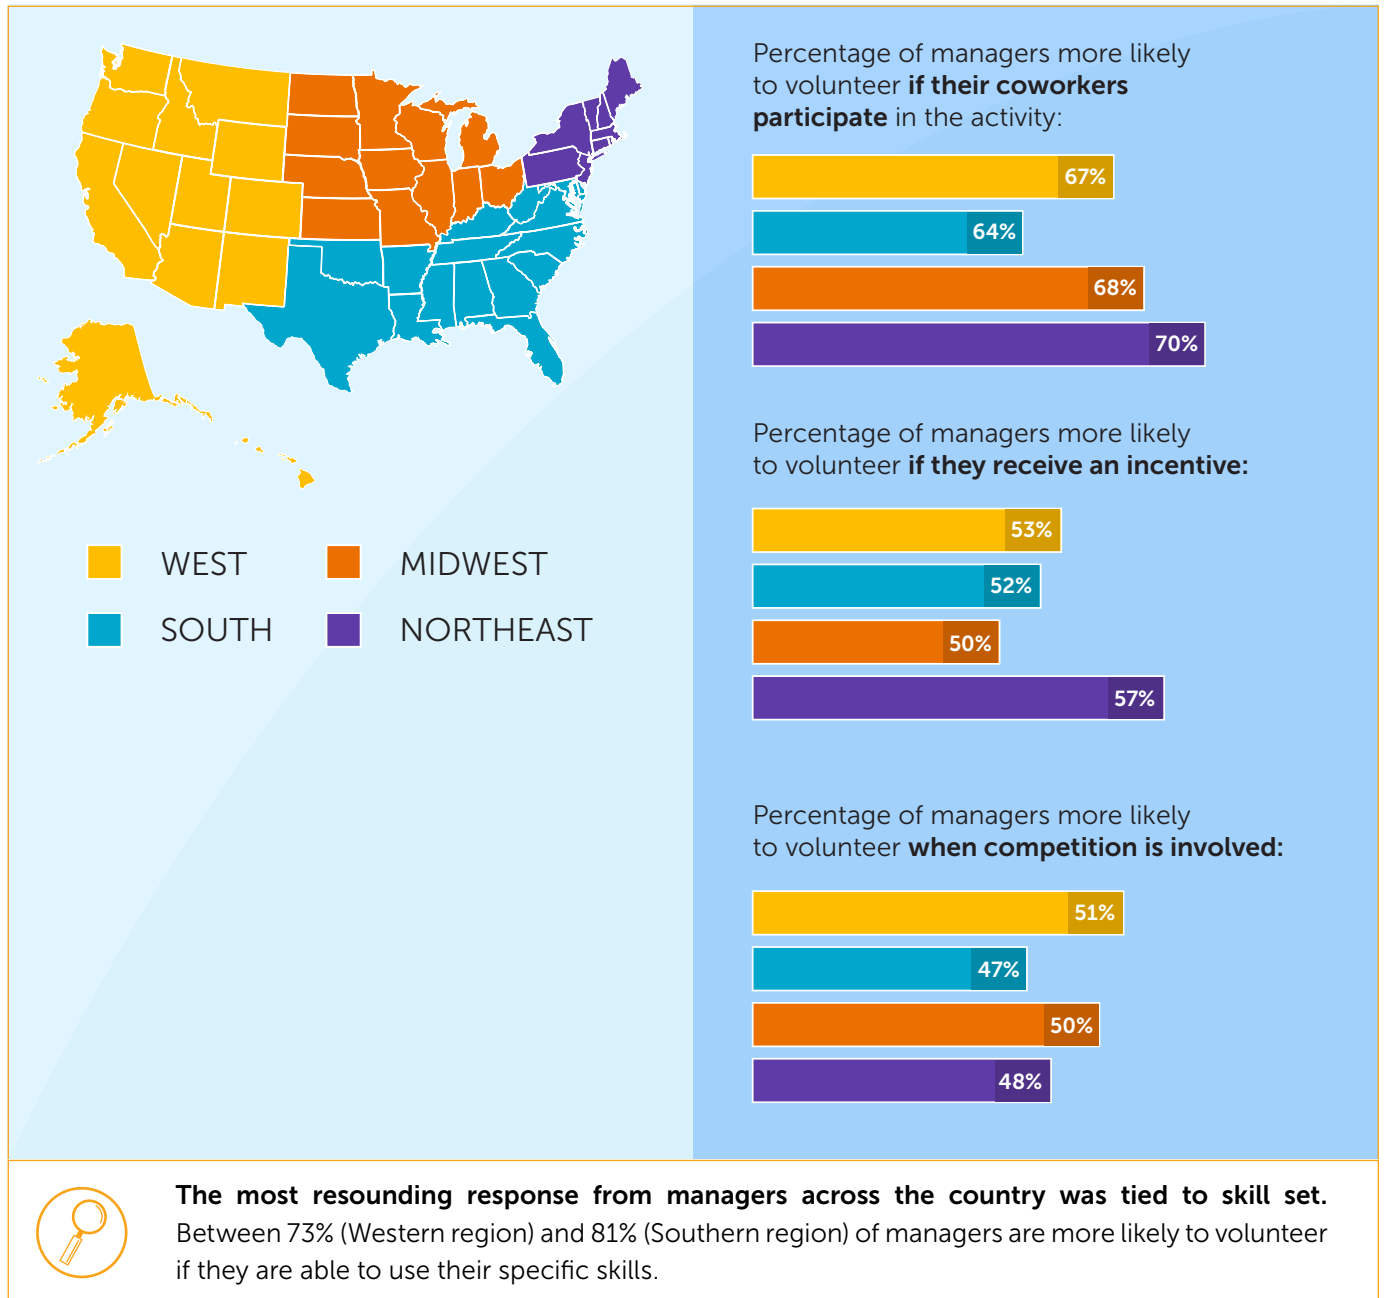 WEST
MIDWEST
SOUTH
NORTHEAST
Percentage of managers more likely
to volunteer if their coworkers
participate in the activity:
67%
64%
68%
70%
Percentage of managers more likely
to volunteer if they receive an incentive:
53%
52%
50%
57%
Percentage of managers more likely
to volunteer when competition is involved:
51%
47%
50%
48%
The most resounding response from managers across the country was tied to skill set.
Between 73% (Western region) and 81% (Southern region) of managers are more likely to volunteer
if they are able to use their specific skills.